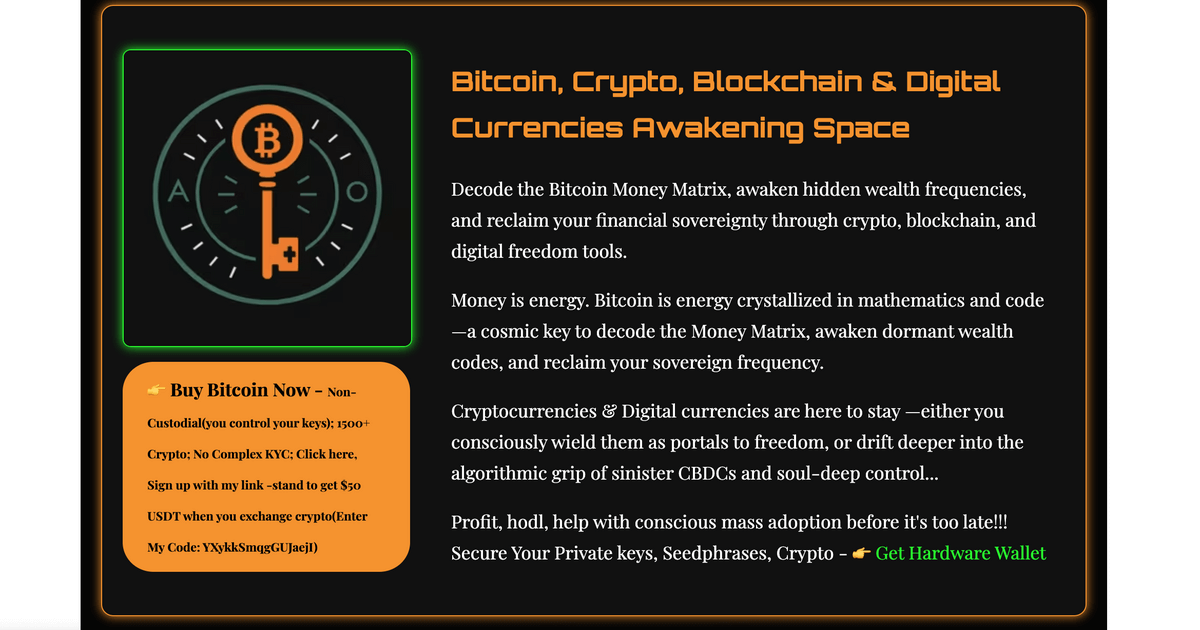 Bitcoin, Crypto, Blockchain & Digital
Currencies Awakening Space
A
O
👉 Buy Bitcoin Now – Non-
Custodial(you control your keys); 1500+
Crypto; No Complex KYC; Click here,
Sign up with my link -stand to get $50
USDT when you exchange crypto(Enter
My Code: YXykkSmqgGUJaejI)
Decode the Bitcoin Money Matrix, awaken hidden wealth frequencies,
and reclaim your financial sovereignty through crypto, blockchain, and
digital freedom tools.
Money is energy. Bitcoin is energy crystallized in mathematics and code
—a cosmic key to decode the Money Matrix, awaken dormant wealth
codes, and reclaim your sovereign frequency.
Cryptocurrencies & Digital currencies are here to stay —either you
consciously wield them as portals to freedom, or drift deeper into the
algorithmic grip of sinister CBDCs and soul-deep control...
Profit, hodl, help with conscious mass adoption before it's too late!!!
Secure Your Private keys, Seedphrases, Crypto - 👉 Get Hardware Wallet